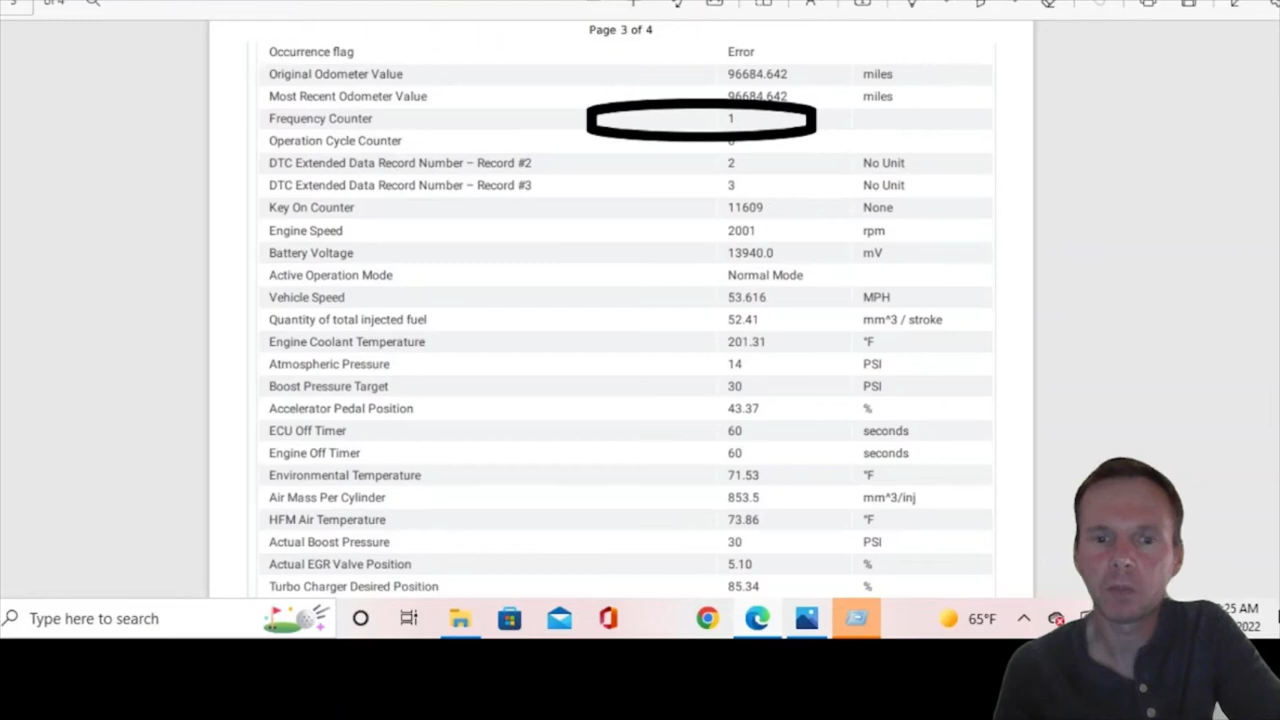 Page 3 of 4
Occurrence flag Error
Original Odometer Value 96684.642 miles
Most Recent Odometer Value 96684.642 miles
Frequency Counter 1
Operation Cycle Counter
DTC Extended Data Record Number – Record #2 2 No Unit
DTC Extended Data Record Number – Record #3 3 No Unit
Key On Counter 11609 None
Engine Speed 2001 rpm
Battery Voltage 13940.0 mV
Active Operation Mode Normal Mode
Vehicle Speed 53.616 MPH
Quantity of total injected fuel 52.41 mm^3 / stroke
Engine Coolant Temperature 201.31 °F
Atmospheric Pressure 14 PSI
Boost Pressure Target 30 PSI
Accelerator Pedal Position 43.37 %
ECU Off Timer 60 seconds
Engine Off Timer 60 seconds
Environmental Temperature 71.53 °F
Air Mass Per Cylinder 853.5 mm^3/inj
HFM Air Temperature 73.86 °F
Actual Boost Pressure 30 PSI
Actual EGR Valve Position 5.10 %
Turbo Charger Desired Position 85.34 %
Type here to search 65°F :25 AM
2022